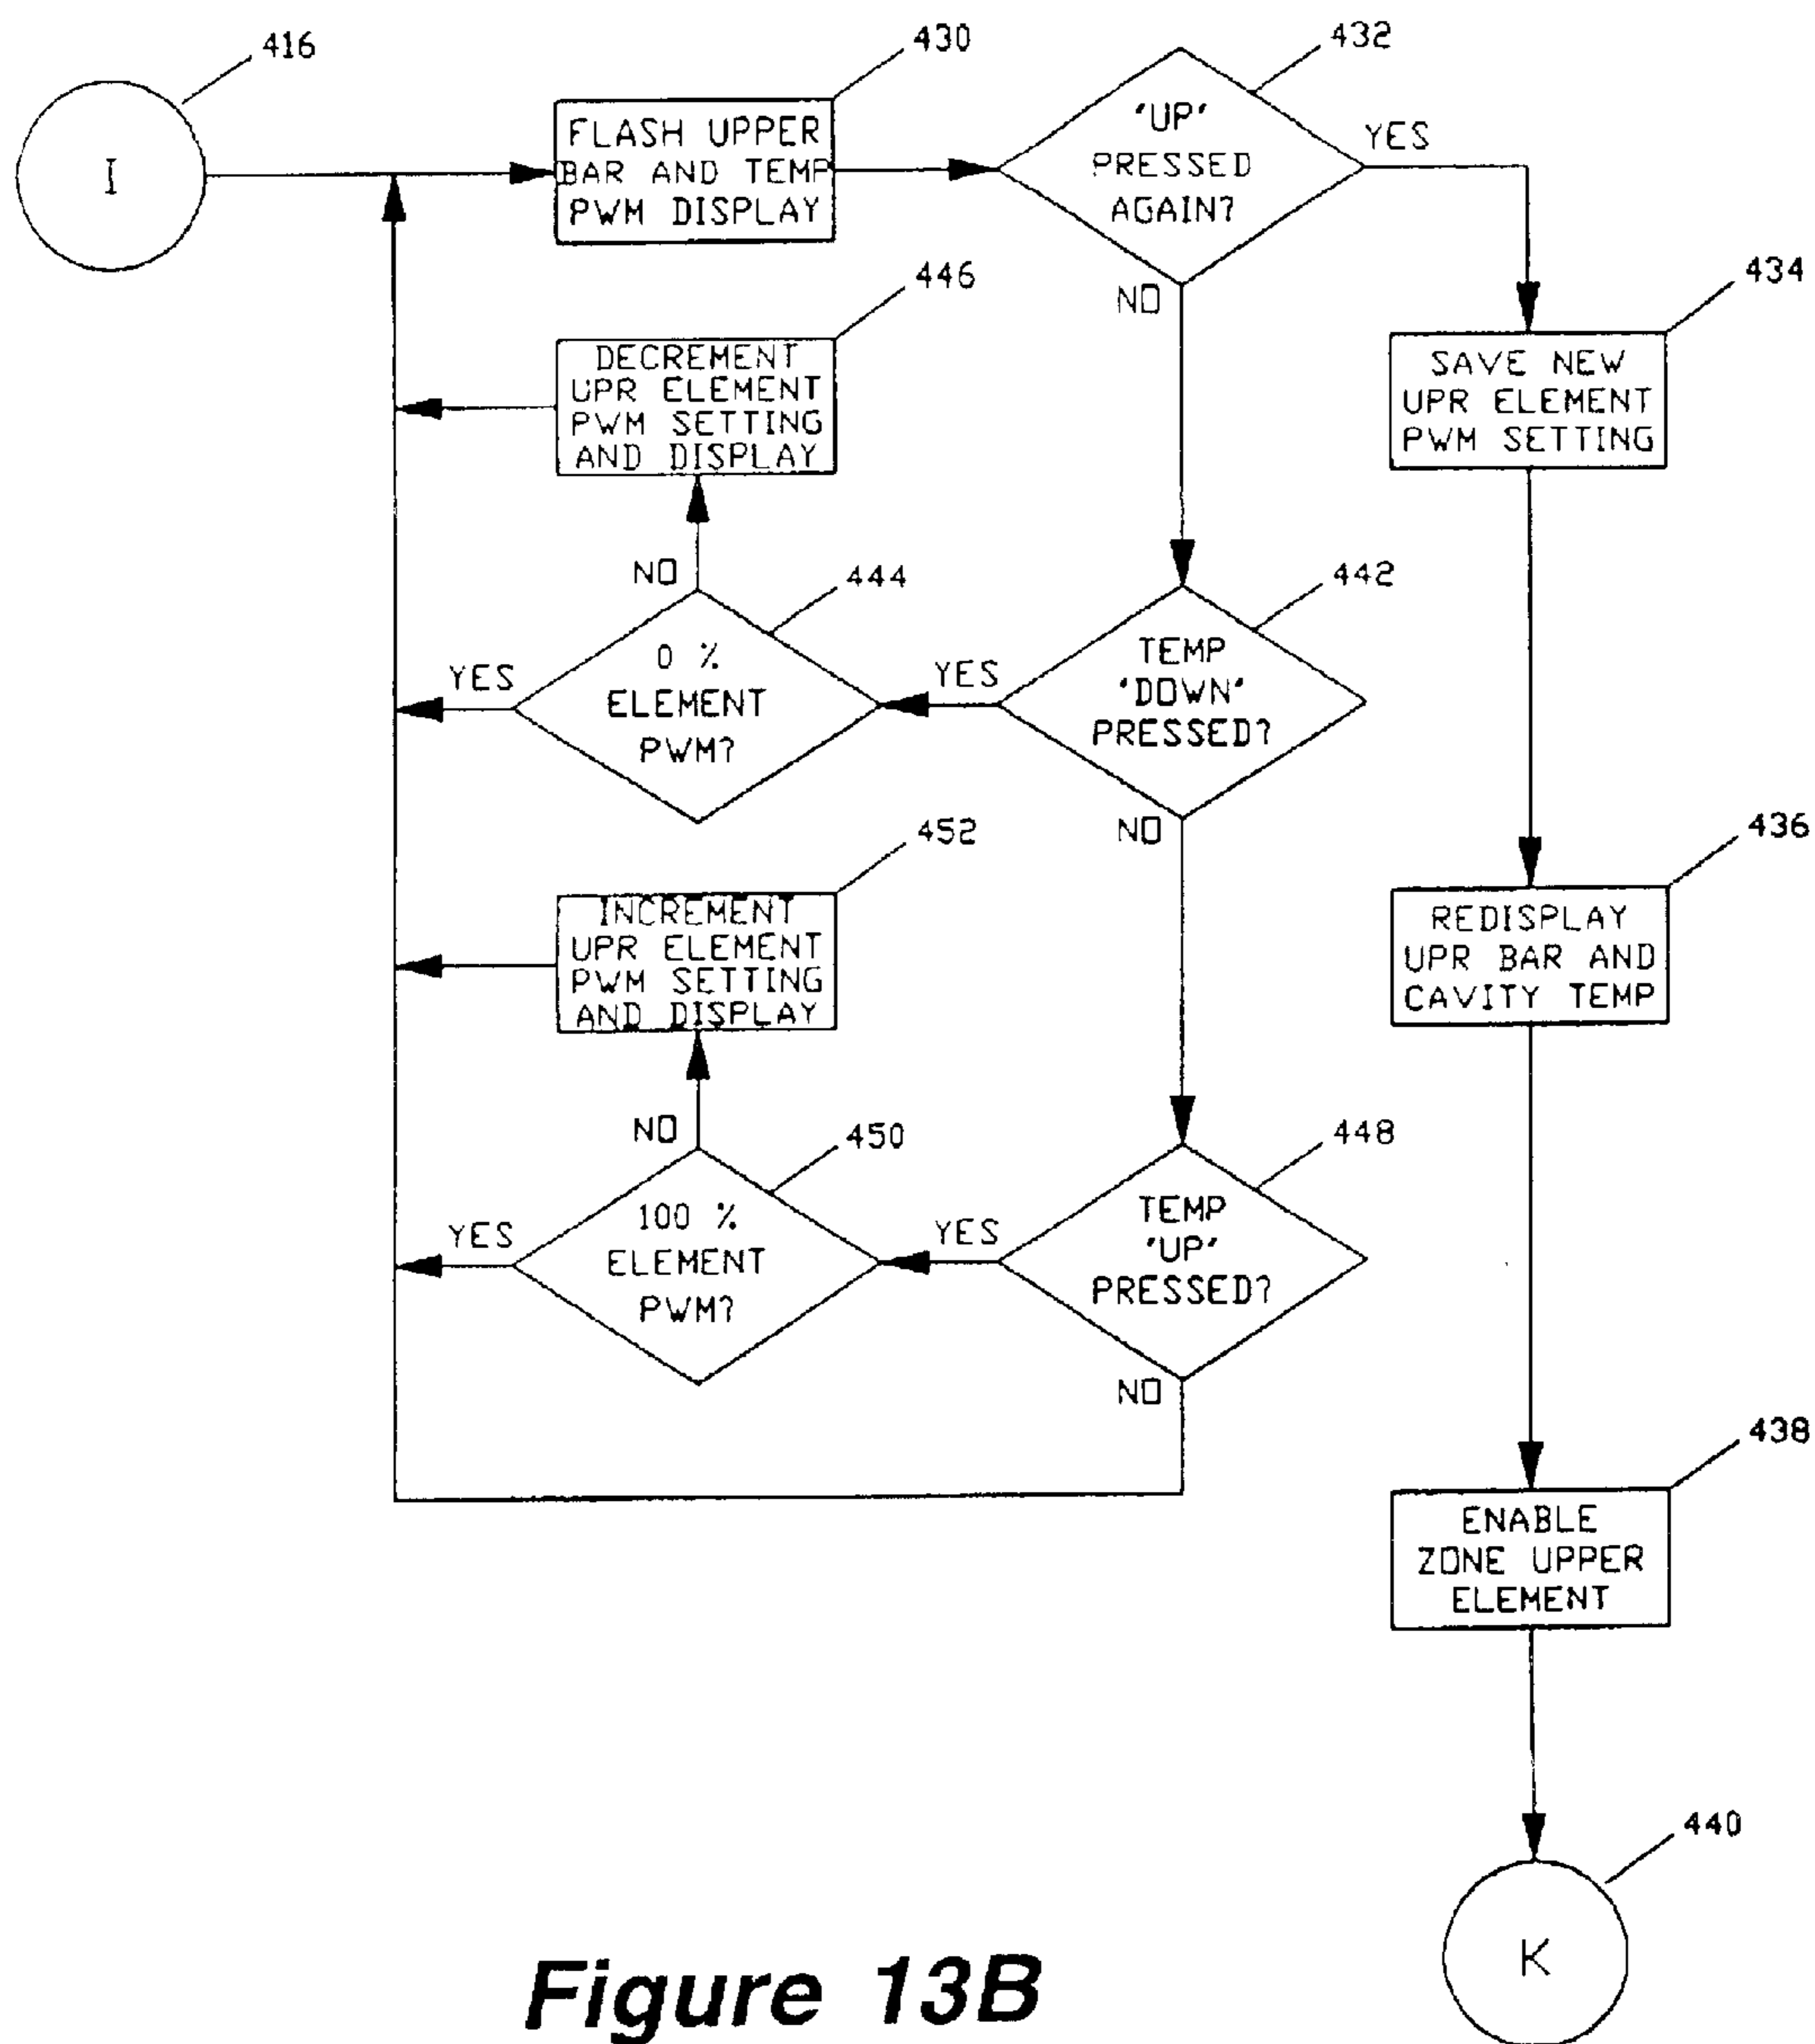 416
I
430
FLASH UPPER
BAR AND TEMP
PWM DISPLAY
432
'UP'
PRESSED
AGAIN?
YES
NO
434
SAVE NEW
UPR ELEMENT
PWM SETTING
446
DECREMENT
UPR ELEMENT
PWM SETTING
AND DISPLAY
NO
444
0 %
ELEMENT
PWM?
YES
442
TEMP
'DOWN'
PRESSED?
YES
NO
436
REDISPLAY
UPR BAR AND
CAVITY TEMP
452
INCREMENT
UPR ELEMENT
PWM SETTING
AND DISPLAY
NO
450
100 %
ELEMENT
PWM?
YES
448
TEMP
'UP'
PRESSED?
YES
NO
438
ENABLE
ZONE UPPER
ELEMENT
440
K
Figure 13B